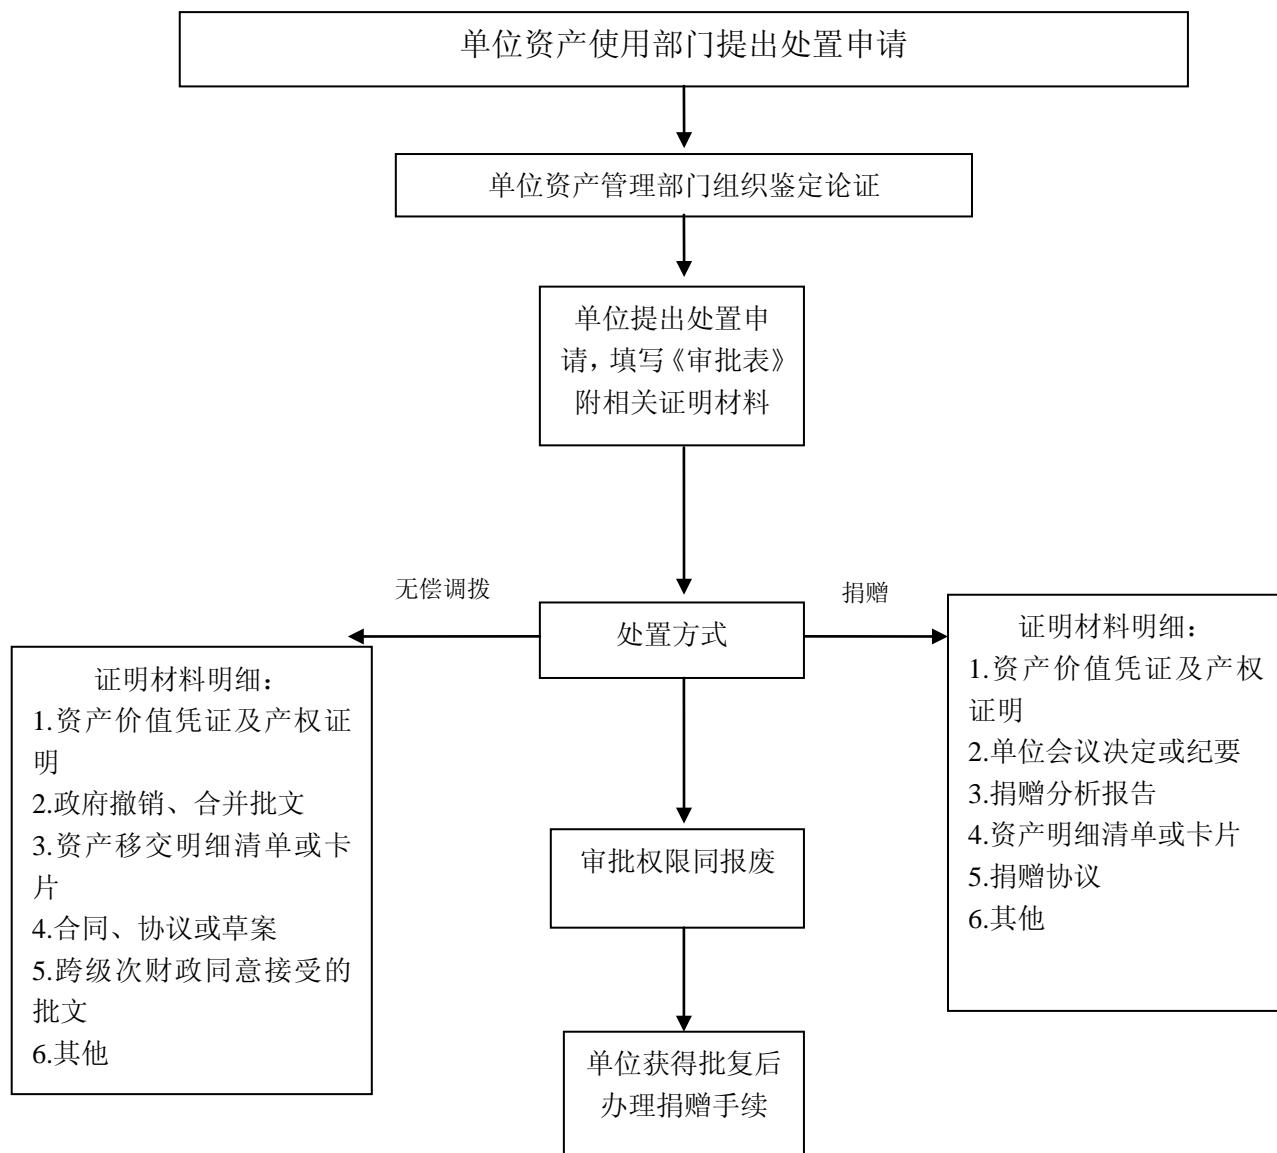 单位资产使用部门提出处置申请
单位资产管理部门组织鉴定论证
单位提出处置申
请，填写《审批表》
附相关证明材料
无偿调拨
处置方式
捐赠
证明材料明细：
1.资产价值凭证及产权证
明
2.政府撤销、合并批文
3.资产移交明细清单或卡
片
4.合同、协议或草案
5.跨级次财政同意接受的
批文
6.其他
证明材料明细：
1.资产价值凭证及产权
证明
2.单位会议决定或纪要
3.捐赠分析报告
4.资产明细清单或卡片
5.捐赠协议
6.其他
审批权限同报废
单位获得批复后
办理捐赠手续